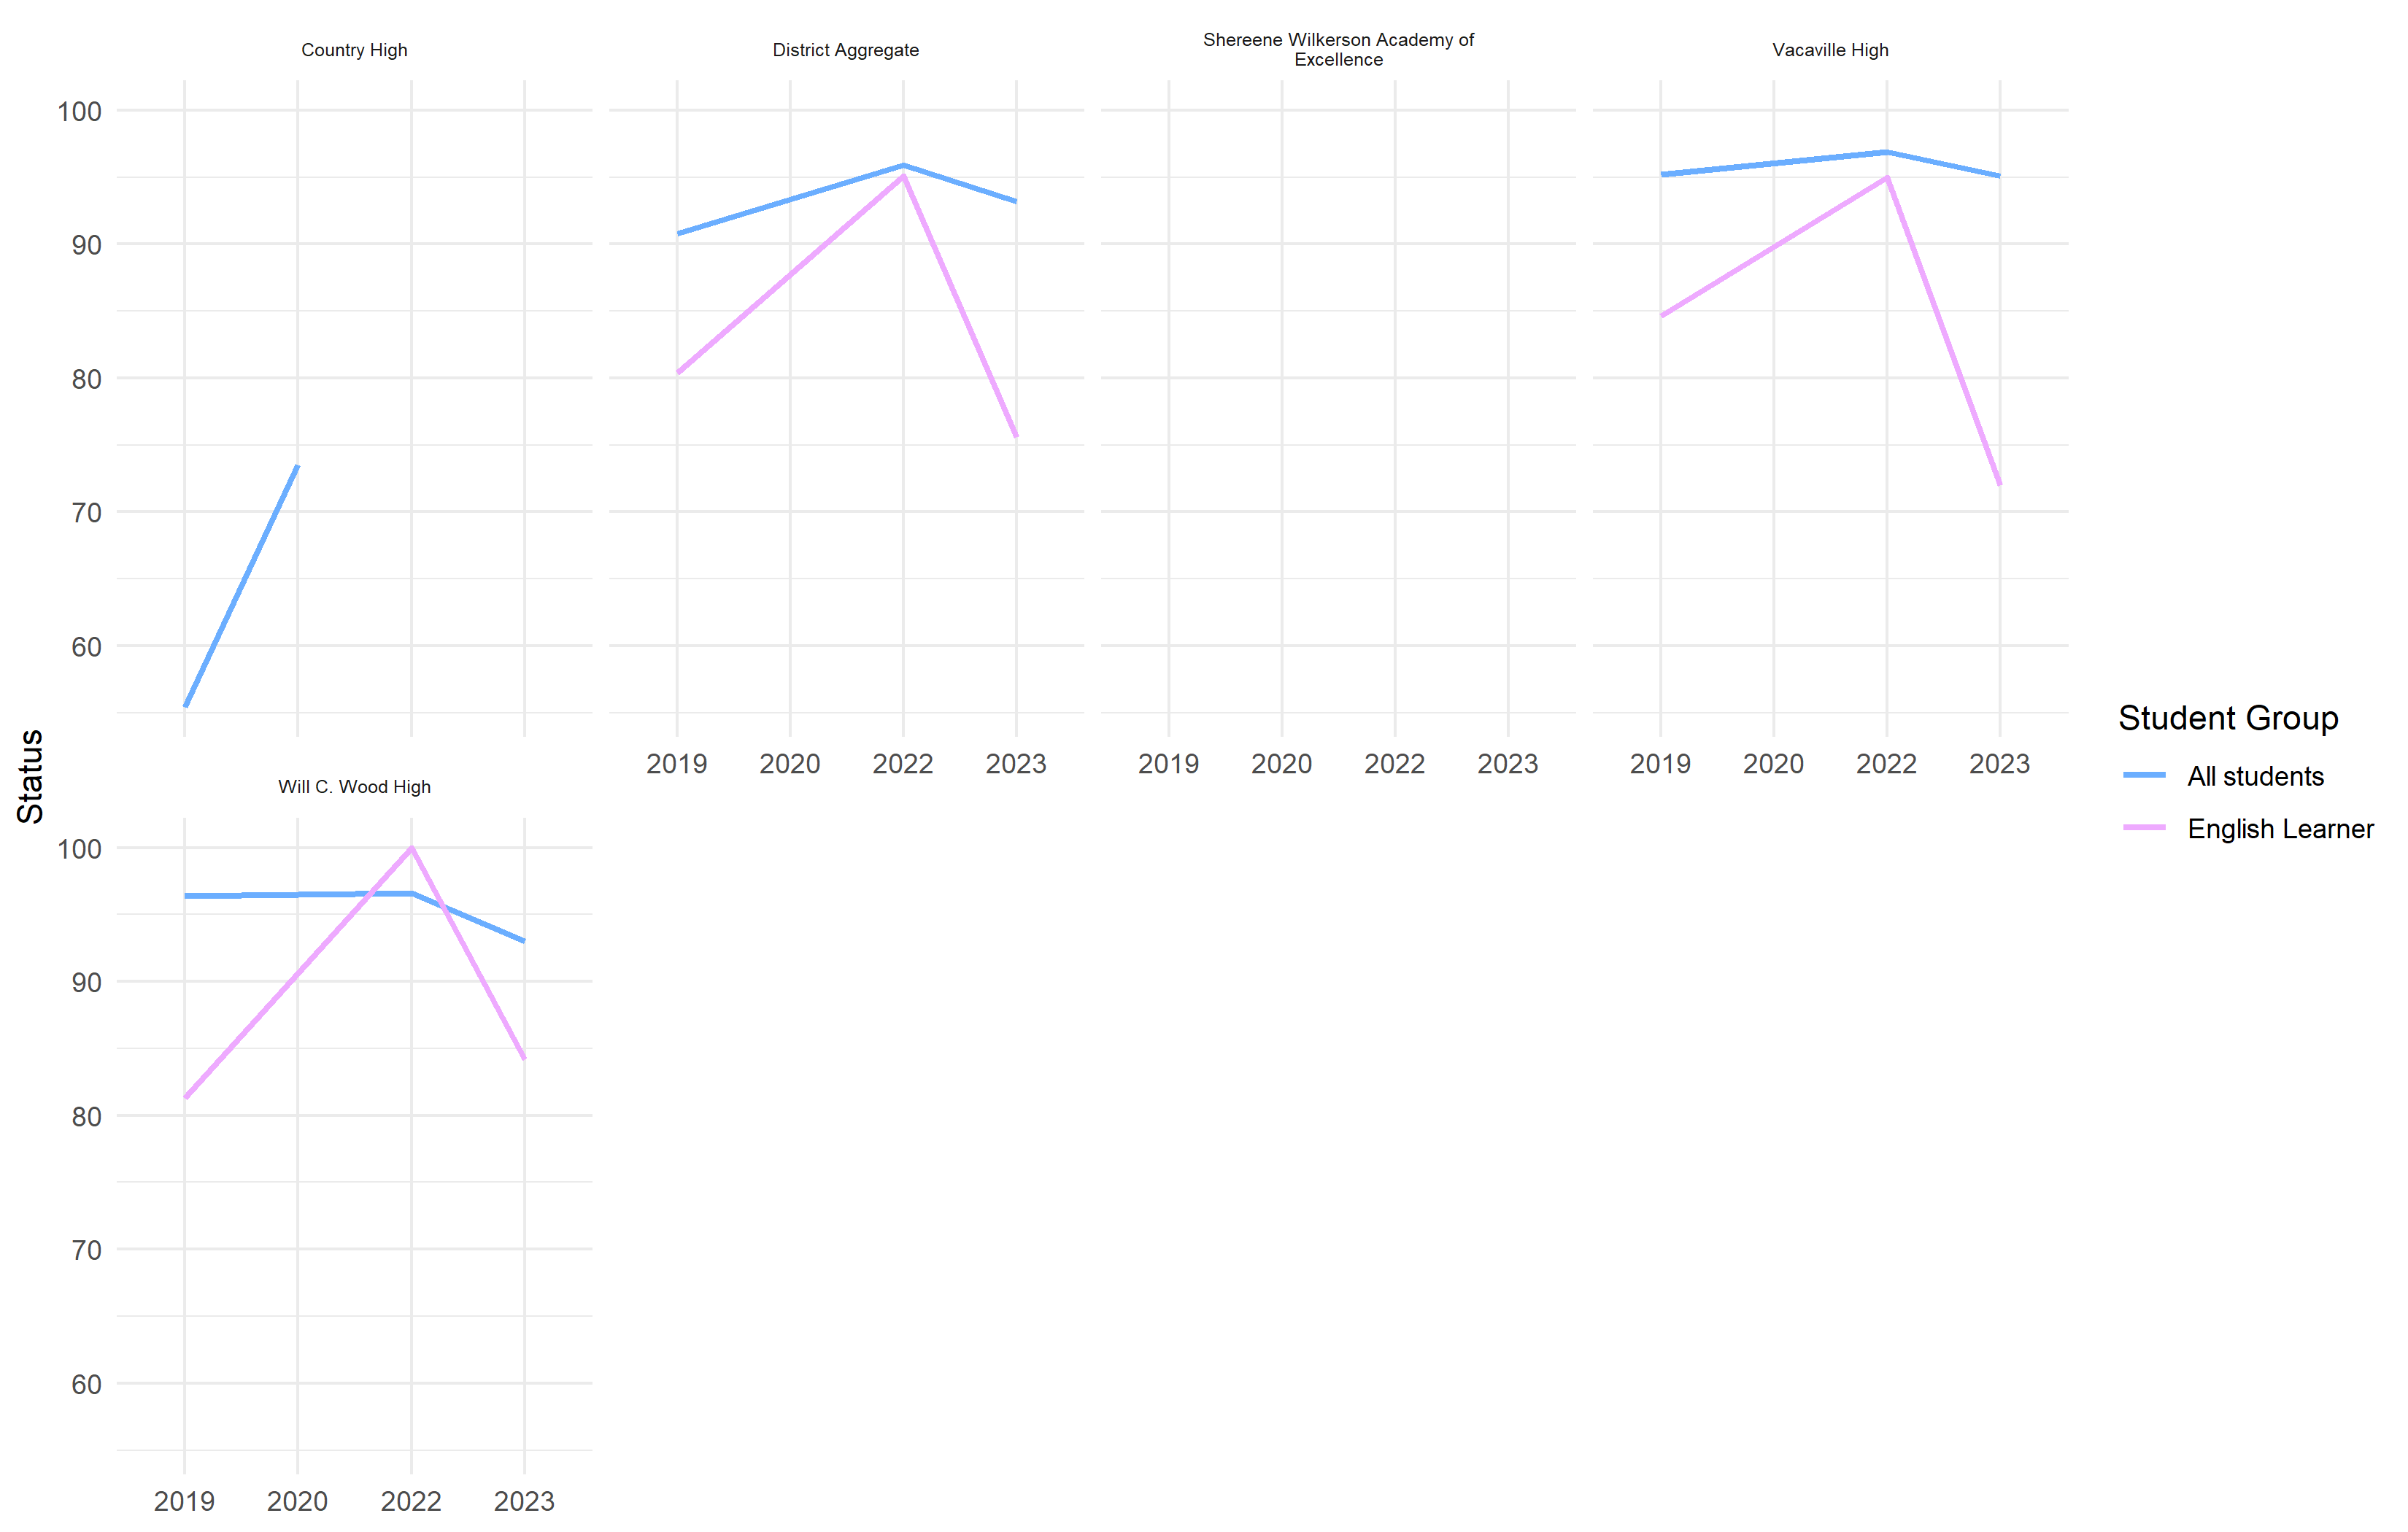 Country High
District Aggregate
Shereene Wilkerson Academy of
Excellence
Vacaville High
100
90
80
70
60
2019 2020 2022 2023
2019 2020 2022 2023
2019 2020 2022 2023
Status
Will C. Wood High
100
90
80
70
60
2019 2020 2022 2023
Student Group
All students
English Learner